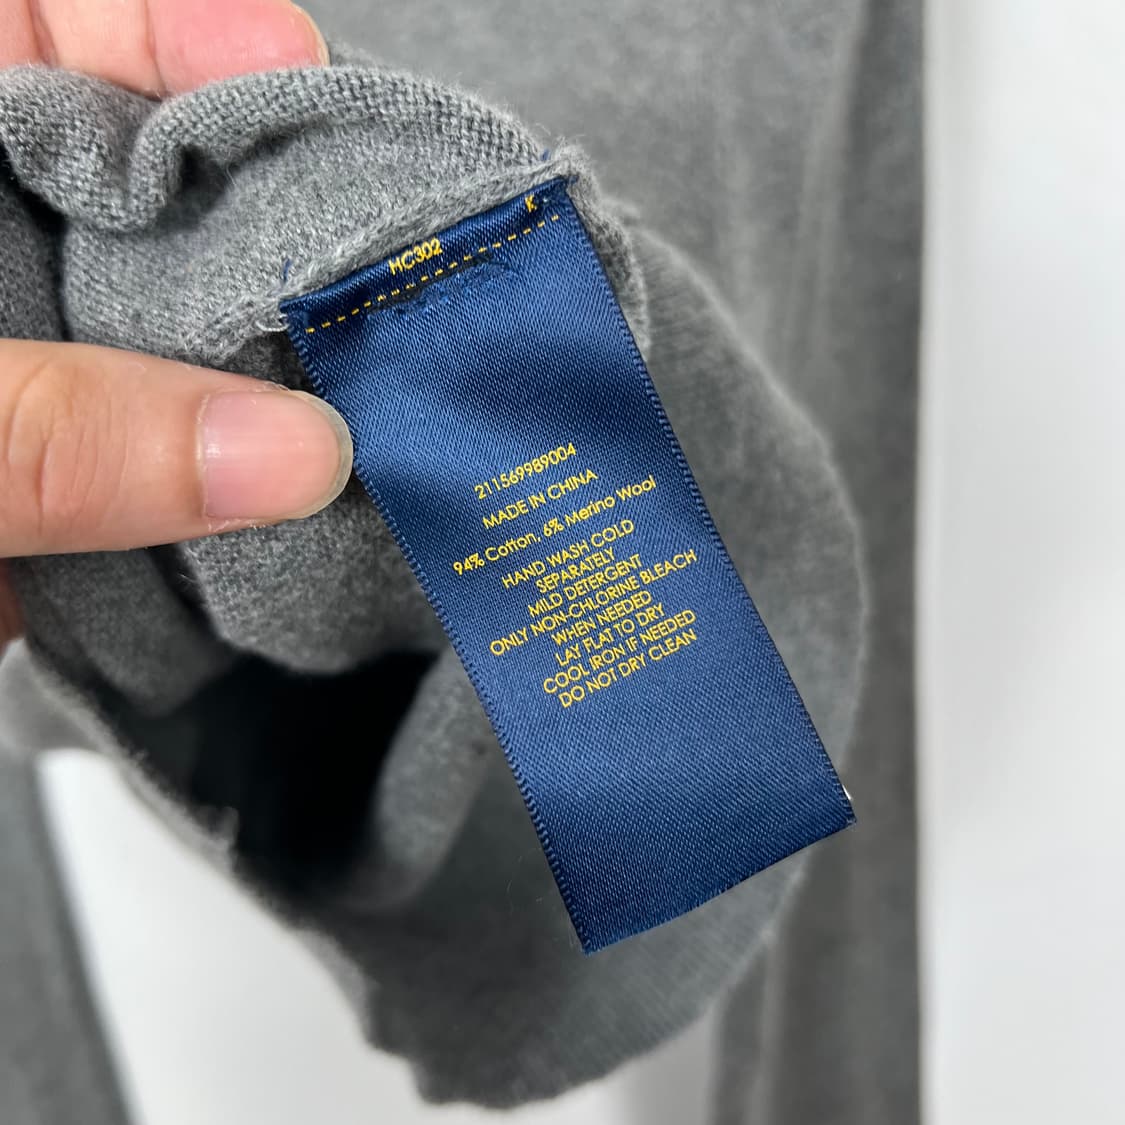 K
HC302
211569989004
MADE IN CHINA
94% Cotton, 6% Merino Wool
HAND WASH COLD
SEPARATELY
MILD DETERGENT
ONLY NON-CHLORINE BLEACH
WHEN NEEDED
LAY FLAT TO DRY
COOL IRON IF NEEDED
DO NOT DRY CLEAN